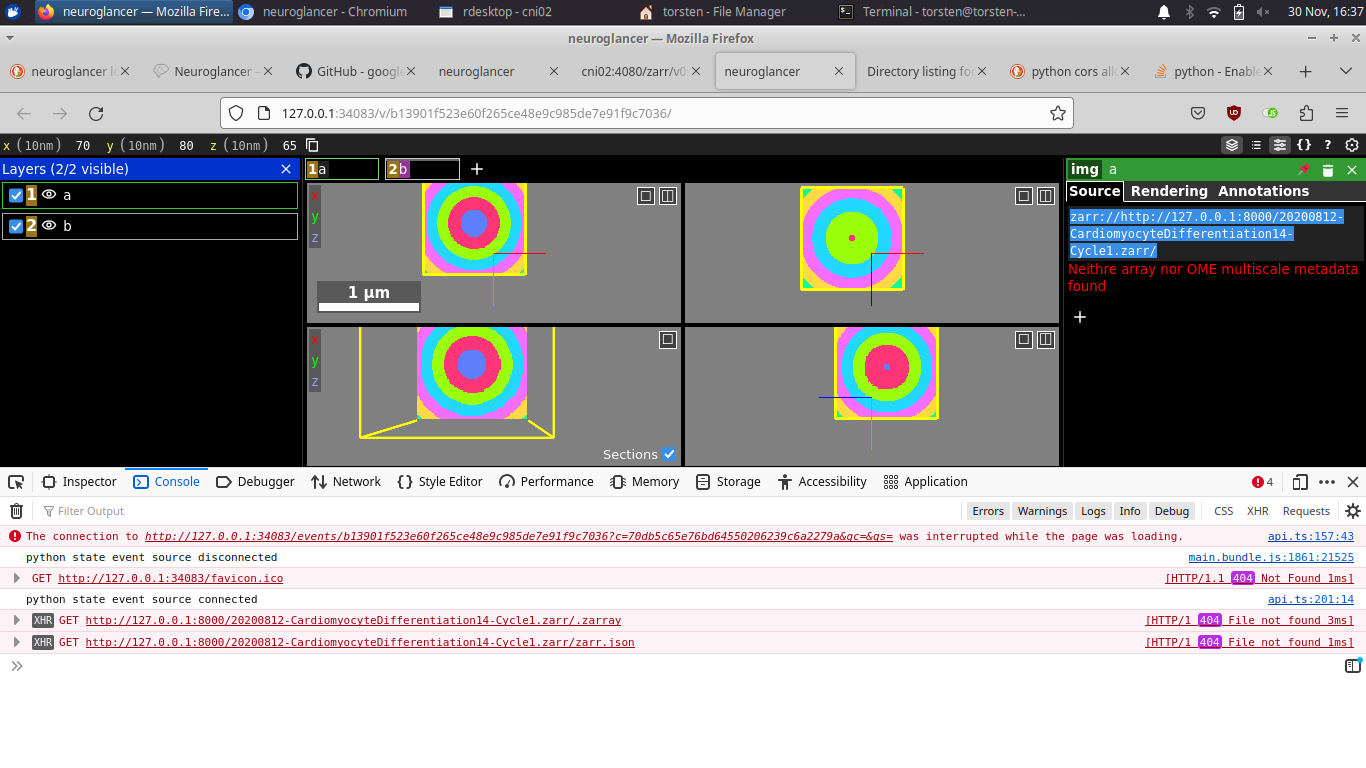 neuroglancer — Mozilla Fire...
neuroglancer - Chromium
rdesktop - cni02
torsten - File Manager
Terminal - torsten@torsten-...
30 Nov, 16:37
neuroglancer — Mozilla Firefox
neuroglancer l
Neuroglancer -
GitHub - google
neuroglancer
cni02:4080/zarr/v0
neuroglancer
Directory listing fo
python cors all
python - Enable
127.0.0.1:34083/v/b13901f523e60f265ce48e9c985de7e91f9c7036/
x (10nm) 70 y (10nm) 80 z (10nm) 65
{} ?
Layers (2/2 visible)
1 a
2 b
1a
2b
+
img a
Source Rendering Annotations
zarr://http://127.0.0.1:8000/20200812-
CardiomyocyteDifferentiation14-
Cycle1.zarr/
Neithre array nor OME multiscale metadata
found
+
x
y
z
1 μm
x
y
z
Sections
Inspector
Console
Debugger
Network
Style Editor
Performance
Memory
Storage
Accessibility
Application
4
Filter Output
Errors
Warnings
Logs
Info
Debug
CSS
XHR
Requests
The connection to http://127.0.0.1:34083/events/b13901f523e60f265ce48e9c985de7e91f9c7036?c=70db5c65e76bd64550206239c6a2279a&gc=&gs= was interrupted while the page was loading. api.ts:157:43
python state event source disconnected main.bundle.js:1861:21525
GET http://127.0.0.1:34083/favicon.ico [HTTP/1.1 404 Not Found 1ms]
python state event source connected api.ts:201:14
XHR GET http://127.0.0.1:8000/20200812-CardiomyocyteDifferentiation14-Cycle1.zarr/.zarray [HTTP/1 404 File not found 3ms]
XHR GET http://127.0.0.1:8000/20200812-CardiomyocyteDifferentiation14-Cycle1.zarr/zarr.json [HTTP/1 404 File not found 1ms]